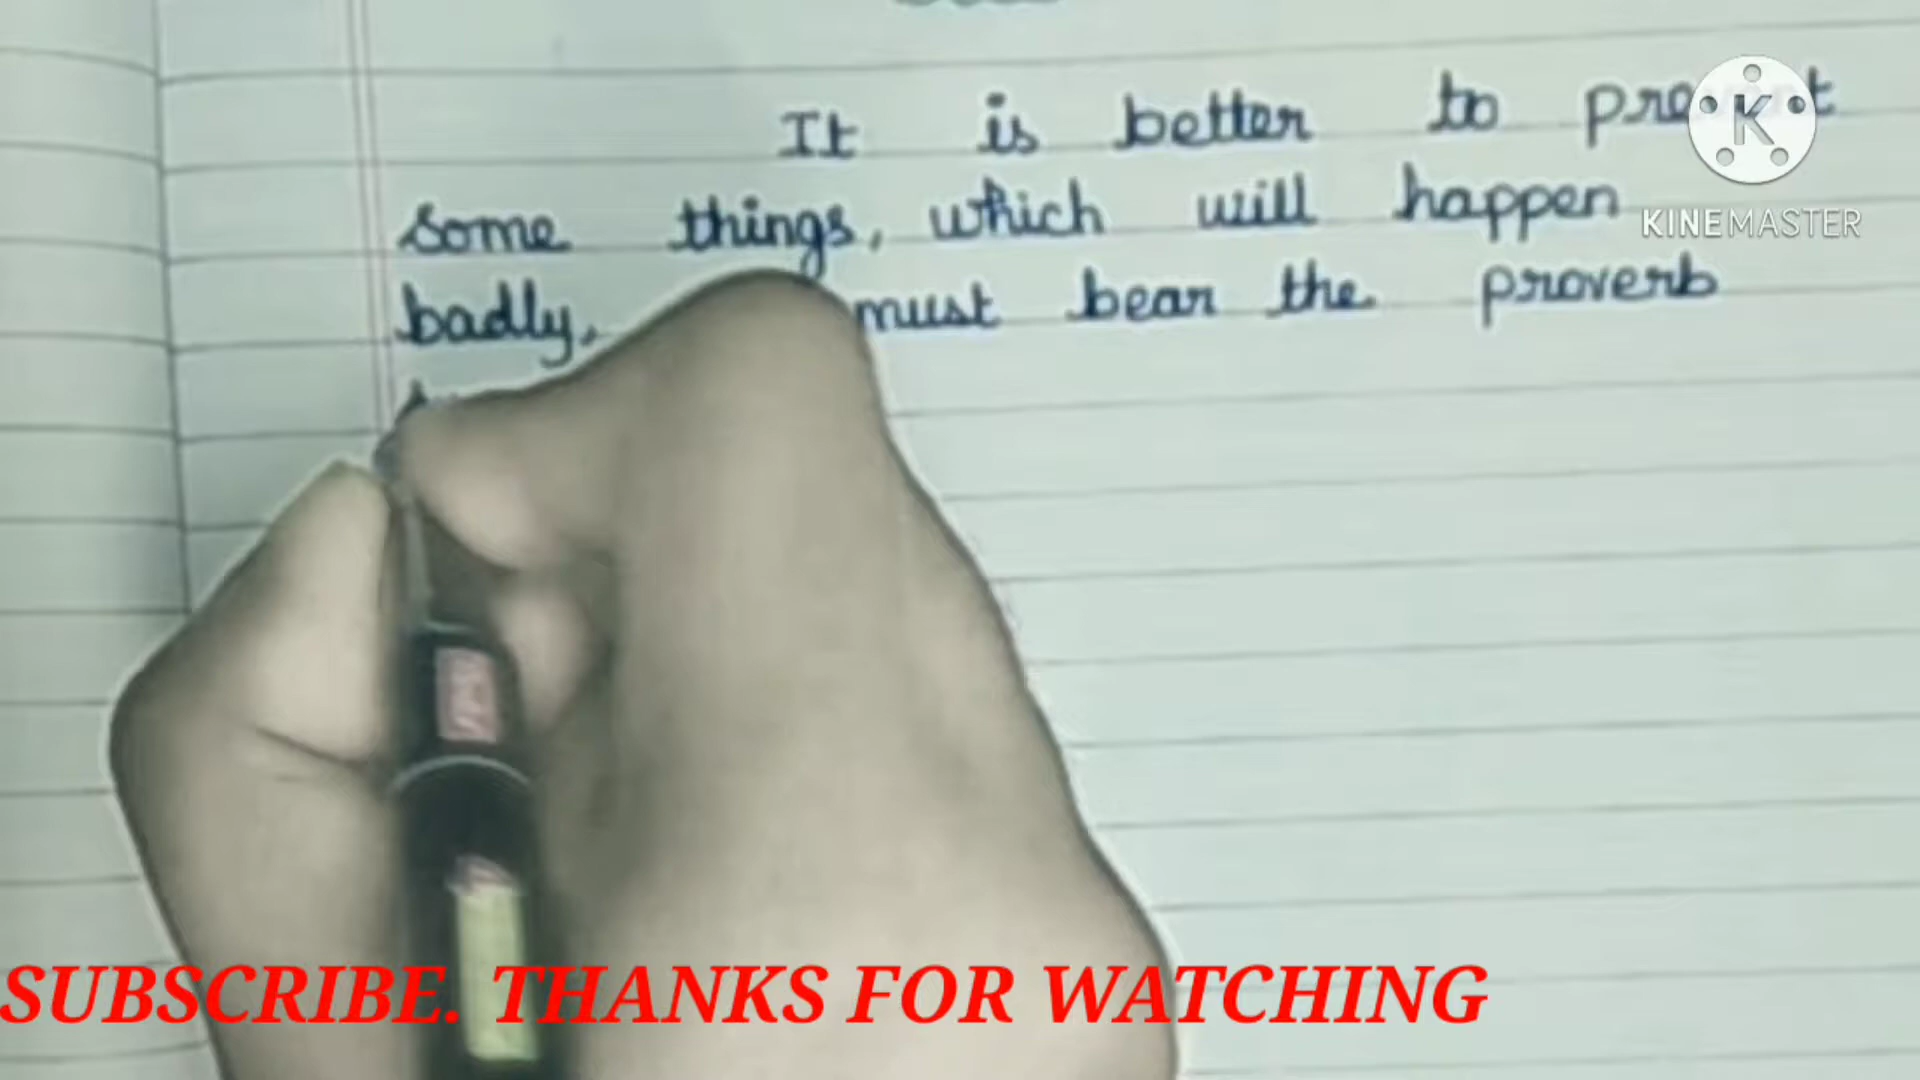 It is better to prevent
some things, which will happen
badly, must bear the proverb
KINEMASTER
SUBSCRIBE. THANKS FOR WATCHING